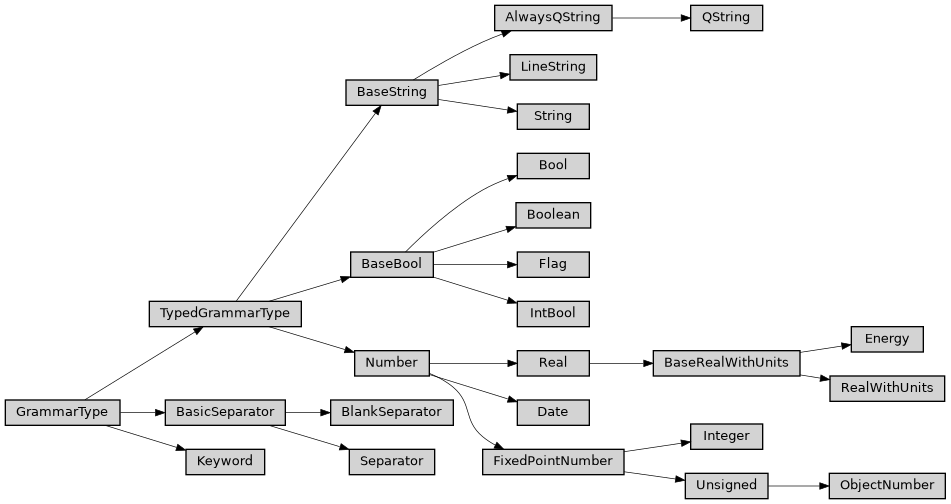 AlwaysQString
QString
LineString
BaseString
String
Bool
Boolean
BaseBool
Flag
TypedGrammarType
IntBool
Energy
Number
Real
BaseRealWithUnits
RealWithUnits
GrammarType
BasicSeparator
BlankSeparator
Date
Integer
Keyword
Separator
FixedPointNumber
Unsigned
ObjectNumber